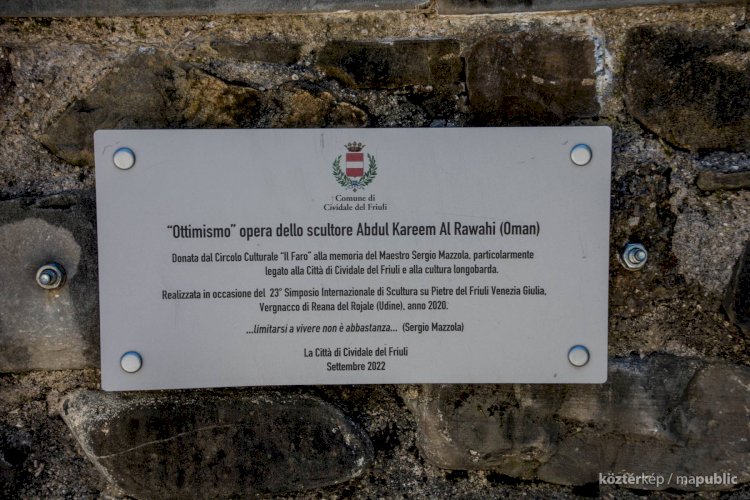 Comune di
Cividale del Friuli
"Ottimismo" opera dello scultore Abdul Kareem Al Rawahi (Oman)
Donata dal Circolo Culturale "Il Faro" alla memoria del Maestro Sergio Mazzola, particolarmente
legato alla Città di Cividale del Friuli e alla cultura longobarda.
Realizzata in occasione del 23° Simposio Internazionale di Scultura su Pietre del Friuli Venezia Giulia,
Vergnacco di Reana del Rojale (Udine), anno 2020.
...limitarsi a vivere non è abbastanza... (Sergio Mazzola)
La Città di Cividale del Friuli
Settembre 2022
köztérkép / mapublic